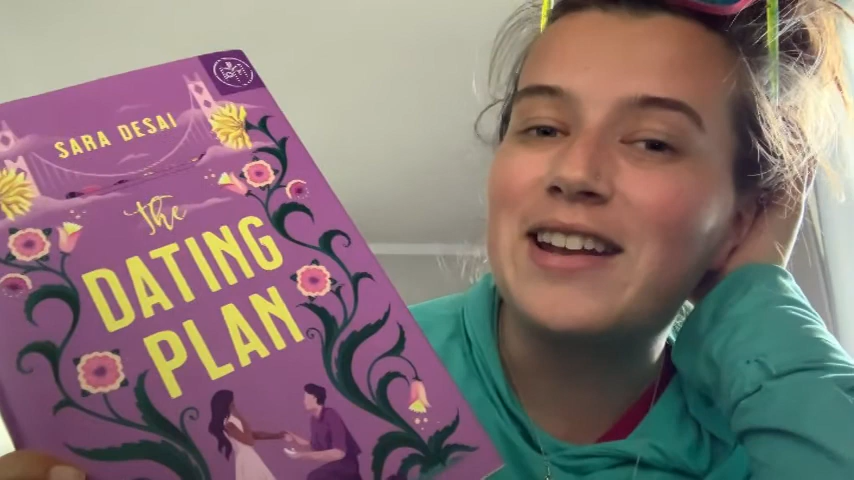 SARA DESAI
the
DATING
PLAN